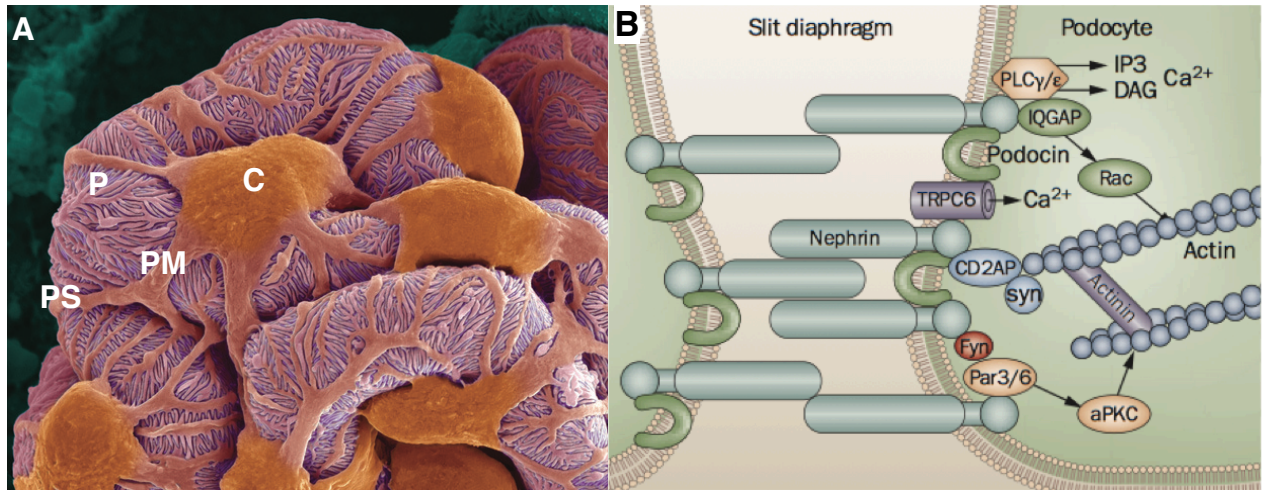 A
P
C
PM
PS
B
Slit diaphragm
Podocyte
PLCγ/ε
IP3
DAG
Ca²⁺
IQGAP
Podocin
Rac
TRPC6
Ca²⁺
Nephrin
Actin
CD2AP
syn
Actinin
Fyn
Par3/6
aPKC